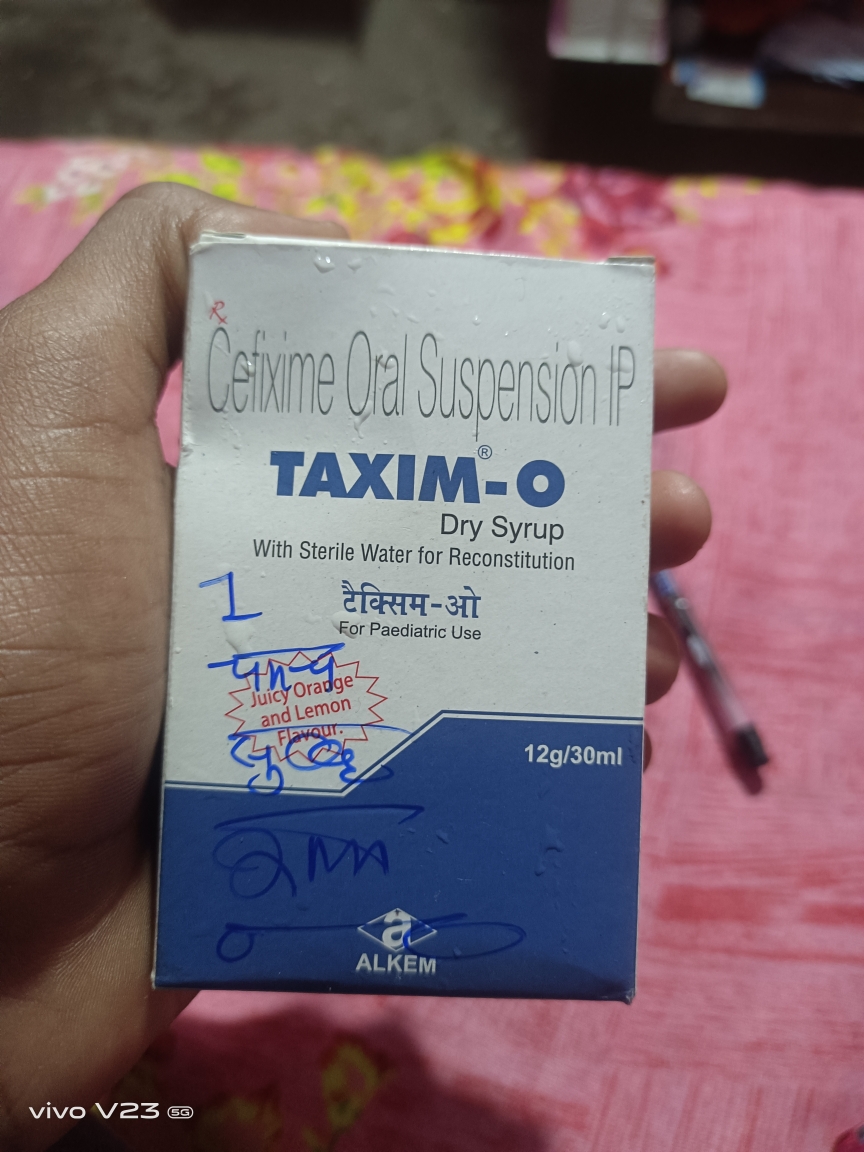 Rx
Cefixime Oral Suspension IP
TAXIM-O®
Dry Syrup
With Sterile Water for Reconstitution
1
टैक्सिम-ओ
For Paediatric Use
Juicy Orange
and Lemon
Flavour.
12g/30ml
ALKEM
vivo V23 5G